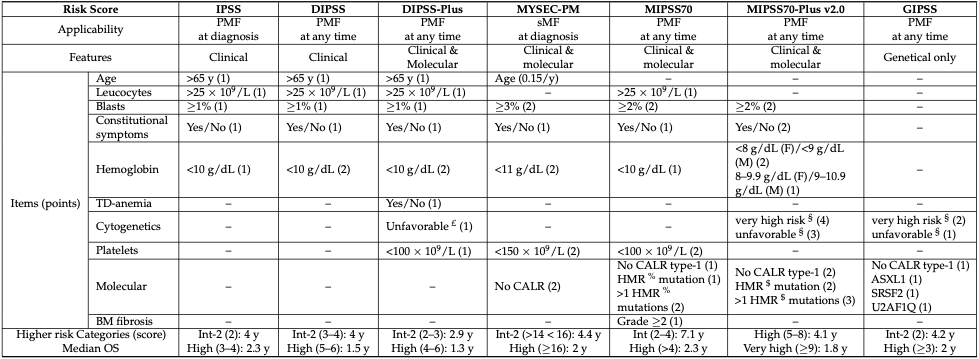 Risk Score IPSS DIPSS DIPSS-Plus MYSEC-PM MIPSS70 MIPSS70-Plus v2.0 GIPSS
Applicability PMF at diagnosis PMF at any time PMF at any time sMF at diagnosis PMF at any time PMF at any time PMF at any time
Features Clinical Clinical Clinical & Molecular Clinical & molecular Clinical & Molecular Clinical & Molecular Genetical only
Items (points)
Age >65 y (1) >65 y (1) >65 y (1) Age (0.15/y) – – –
Leucocytes >25 × 10⁹/L (1) >25 × 10⁹/L (1) >25 × 10⁹/L (1) – >25 × 10⁹/L (1) – –
Blasts ≥1% (1) ≥1% (1) ≥1% (1) ≥3% (2) ≥2% (2) ≥2% (2) –
Constitutional symptoms Yes/No (1) Yes/No (1) Yes/No (1) Yes/No (1) Yes/No (1) Yes/No (2) –
Hemoglobin <10 g/dL (1) <10 g/dL (2) <10 g/dL (2) <11 g/dL (2) <10 g/dL (1) <8 g/dL (F)/<9 g/dL (M) (2) 8–9.9 g/dL (F)/9–10.9 g/dL (M) (1) –
TD-anemia – – Yes/No (1) – – – –
Cytogenetics – – Unfavorable £ (1) – – very high risk § (4) unfavorable § (3) very high risk § (2) unfavorable § (1)
Platelets – – <100 × 10⁹/L (1) <150 × 10⁹/L (2) <100 × 10⁹/L (2) – –
Molecular – – – No CALR (2) No CALR type-1 (1) HMR % mutation (1) >1 HMR % mutations (2) No CALR type-1 (2) HMR $ mutation (2) >1 HMR $ mutations (3) No CALR type-1 (1) ASXL1 (1) SRSF2 (1) U2AF1Q (1)
BM fibrosis – – – – Grade ≥2 (1) – –
Higher risk Categories (score) Int-2 (2): 4 y Int-2 (3–4): 4 y Int-2 (2–3): 2.9 y Int-2 (>14 < 16): 4.4 y Int (2–4): 7.1 y High (5–8): 4.1 y Int-2 (2): 4.2 y
Median OS High (3–4): 2.3 y High (5–6): 1.5 y High (4–6): 1.3 y High (≥16): 2 y High (>4): 2.3 y Very high (≥9): 1.8 y High (≥3): 2 y